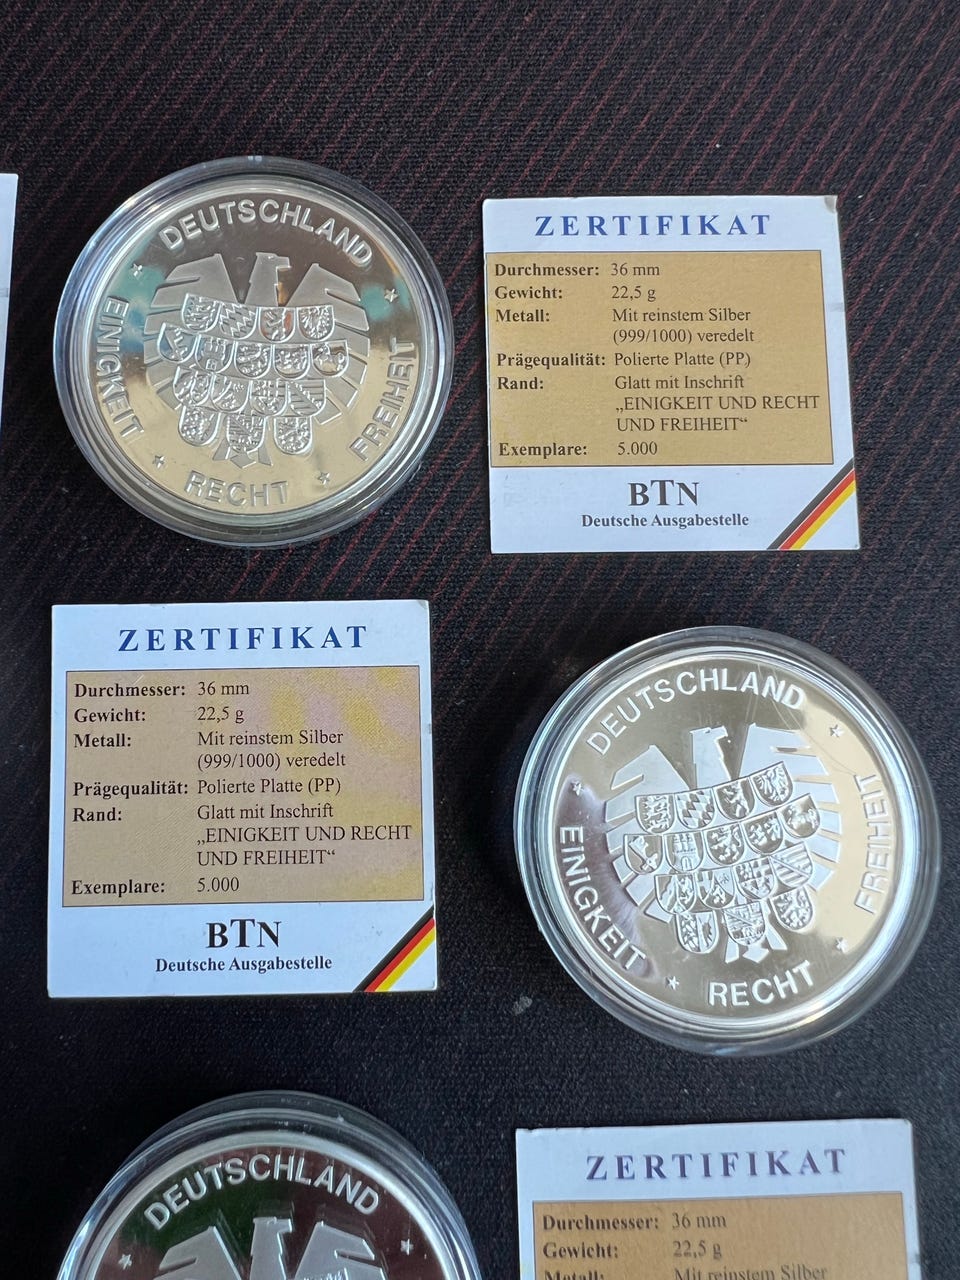 DEUTSCHLAND
EINIGKEIT
RECHT
FREIHEIT
ZERTIFIKAT
Durchmesser: 36 mm
Gewicht: 22,5 g
Metall: Mit reinstem Silber
(999/1000) veredelt
Prägequalität: Polierte Platte (PP)
Rand: Glatt mit Inschrift
„EINIGKEIT UND RECHT
UND FREIHEIT“
Exemplare: 5.000
BTN
Deutsche Ausgabestelle
ZERTIFIKAT
Durchmesser: 36 mm
Gewicht: 22,5 g
Metall: Mit reinstem Silber
(999/1000) veredelt
Prägequalität: Polierte Platte (PP)
Rand: Glatt mit Inschrift
„EINIGKEIT UND RECHT
UND FREIHEIT“
Exemplare: 5.000
BTN
Deutsche Ausgabestelle
DEUTSCHLAND
EINIGKEIT
RECHT
FREIHEIT
DEUTSCHLAND
ZERTIFIKAT
Durchmesser: 36 mm
Gewicht: 22,5 g
Metall: Mit reinstem Silber